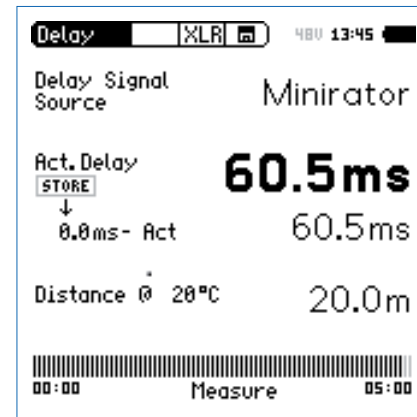 Delay XLR 48V 13:45
Delay Signal
Source
Minirator
Act. Delay 60.5ms
STORE
0.0ms- Act 60.5ms
Distance @ 20°C 20.0m
00:00 Measure 05:00